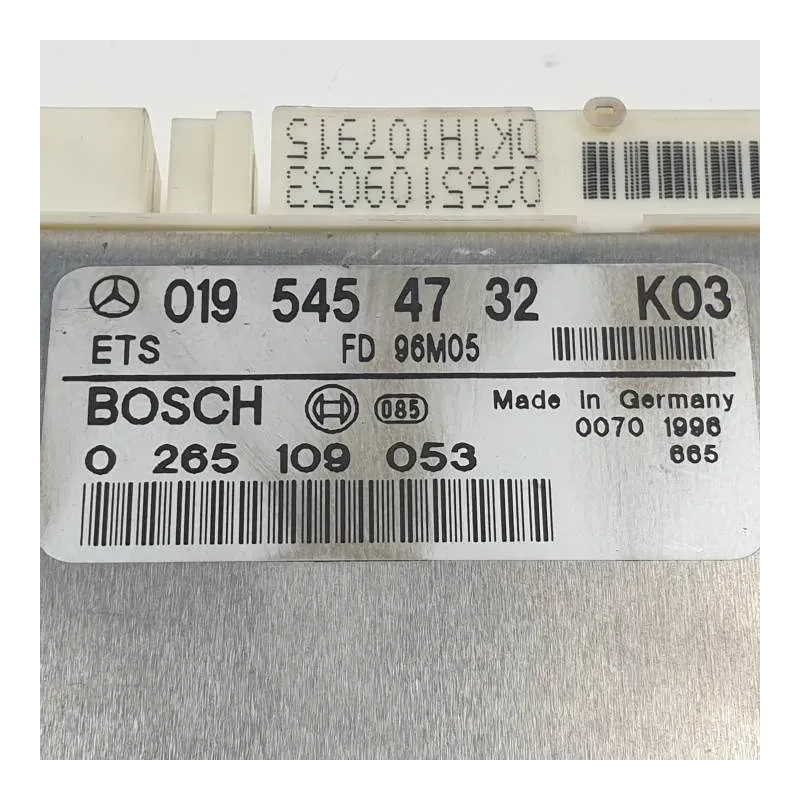 DK1H107915
0265109053
019 545 47 32 K03
ETS FD 96M05
BOSCH 085 Made in Germany
0 265 109 053 0070 1996
665